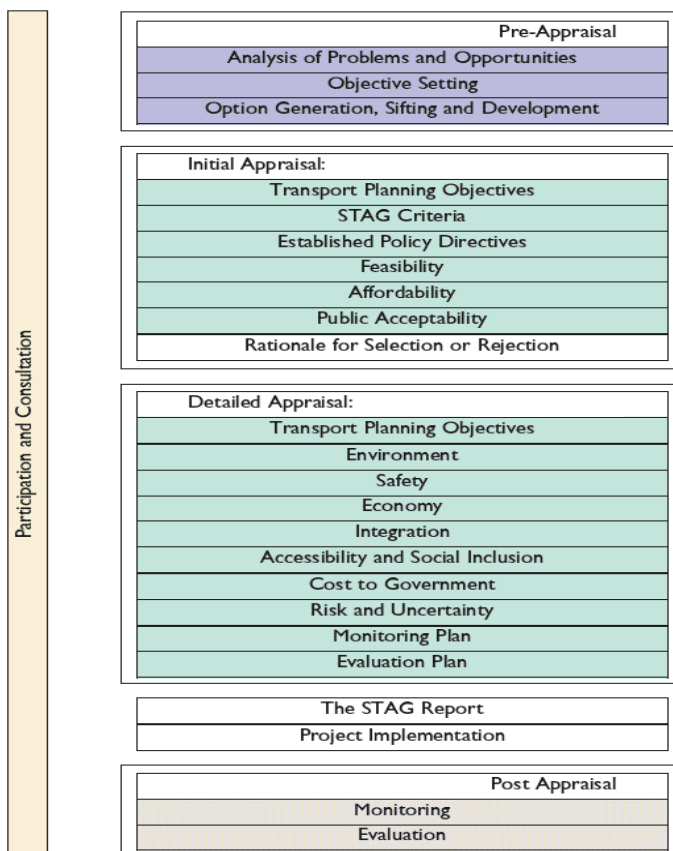 Participation and Consultation
Pre-Appraisal
Analysis of Problems and Opportunities
Objective Setting
Option Generation, Sifting and Development
Initial Appraisal:
Transport Planning Objectives
STAG Criteria
Established Policy Directives
Feasibility
Affordability
Public Acceptability
Rationale for Selection or Rejection
Detailed Appraisal:
Transport Planning Objectives
Environment
Safety
Economy
Integration
Accessibility and Social Inclusion
Cost to Government
Risk and Uncertainty
Monitoring Plan
Evaluation Plan
The STAG Report
Project Implementation
Post Appraisal
Monitoring
Evaluation